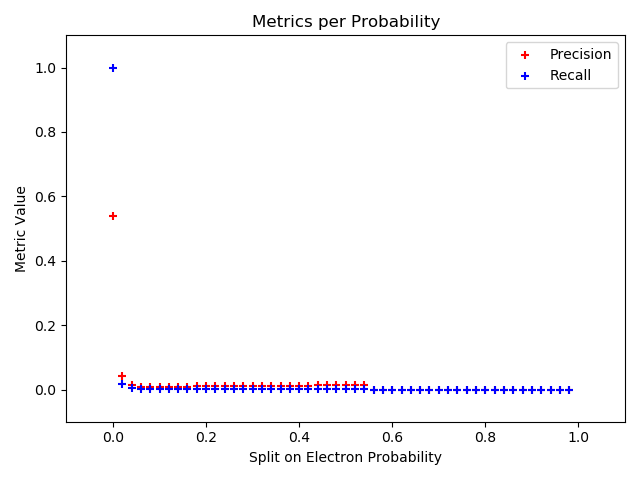 Metrics per Probability
Precision
Recall
Metric Value
1.0
0.8
0.6
0.4
0.2
0.0
0.0 0.2 0.4 0.6 0.8 1.0
Split on Electron Probability